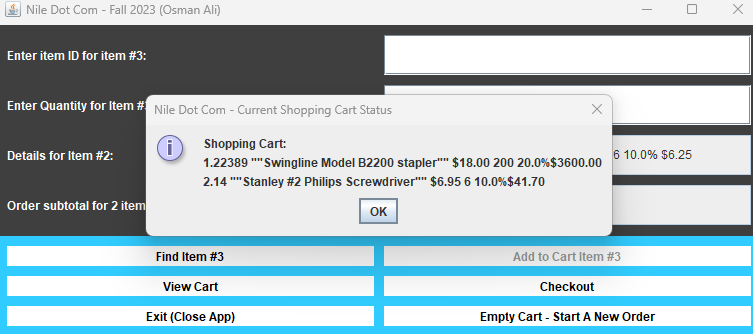 Nile Dot Com - Fall 2023 (Osman Ali)
Enter item ID for item #3:
Enter Quantity for Item #
Nile Dot Com - Current Shopping Cart Status
Shopping Cart:
1.22389 ""Swingline Model B2200 stapler"" $18.00 200 20.0%$3600.00
2.14 ""Stanley #2 Philips Screwdriver"" $6.95 6 10.0%$41.70
OK
Details for Item #2:
6 10.0% $6.25
Order subtotal for 2 item
Find Item #3
Add to Cart Item #3
View Cart
Checkout
Exit (Close App)
Empty Cart - Start A New Order